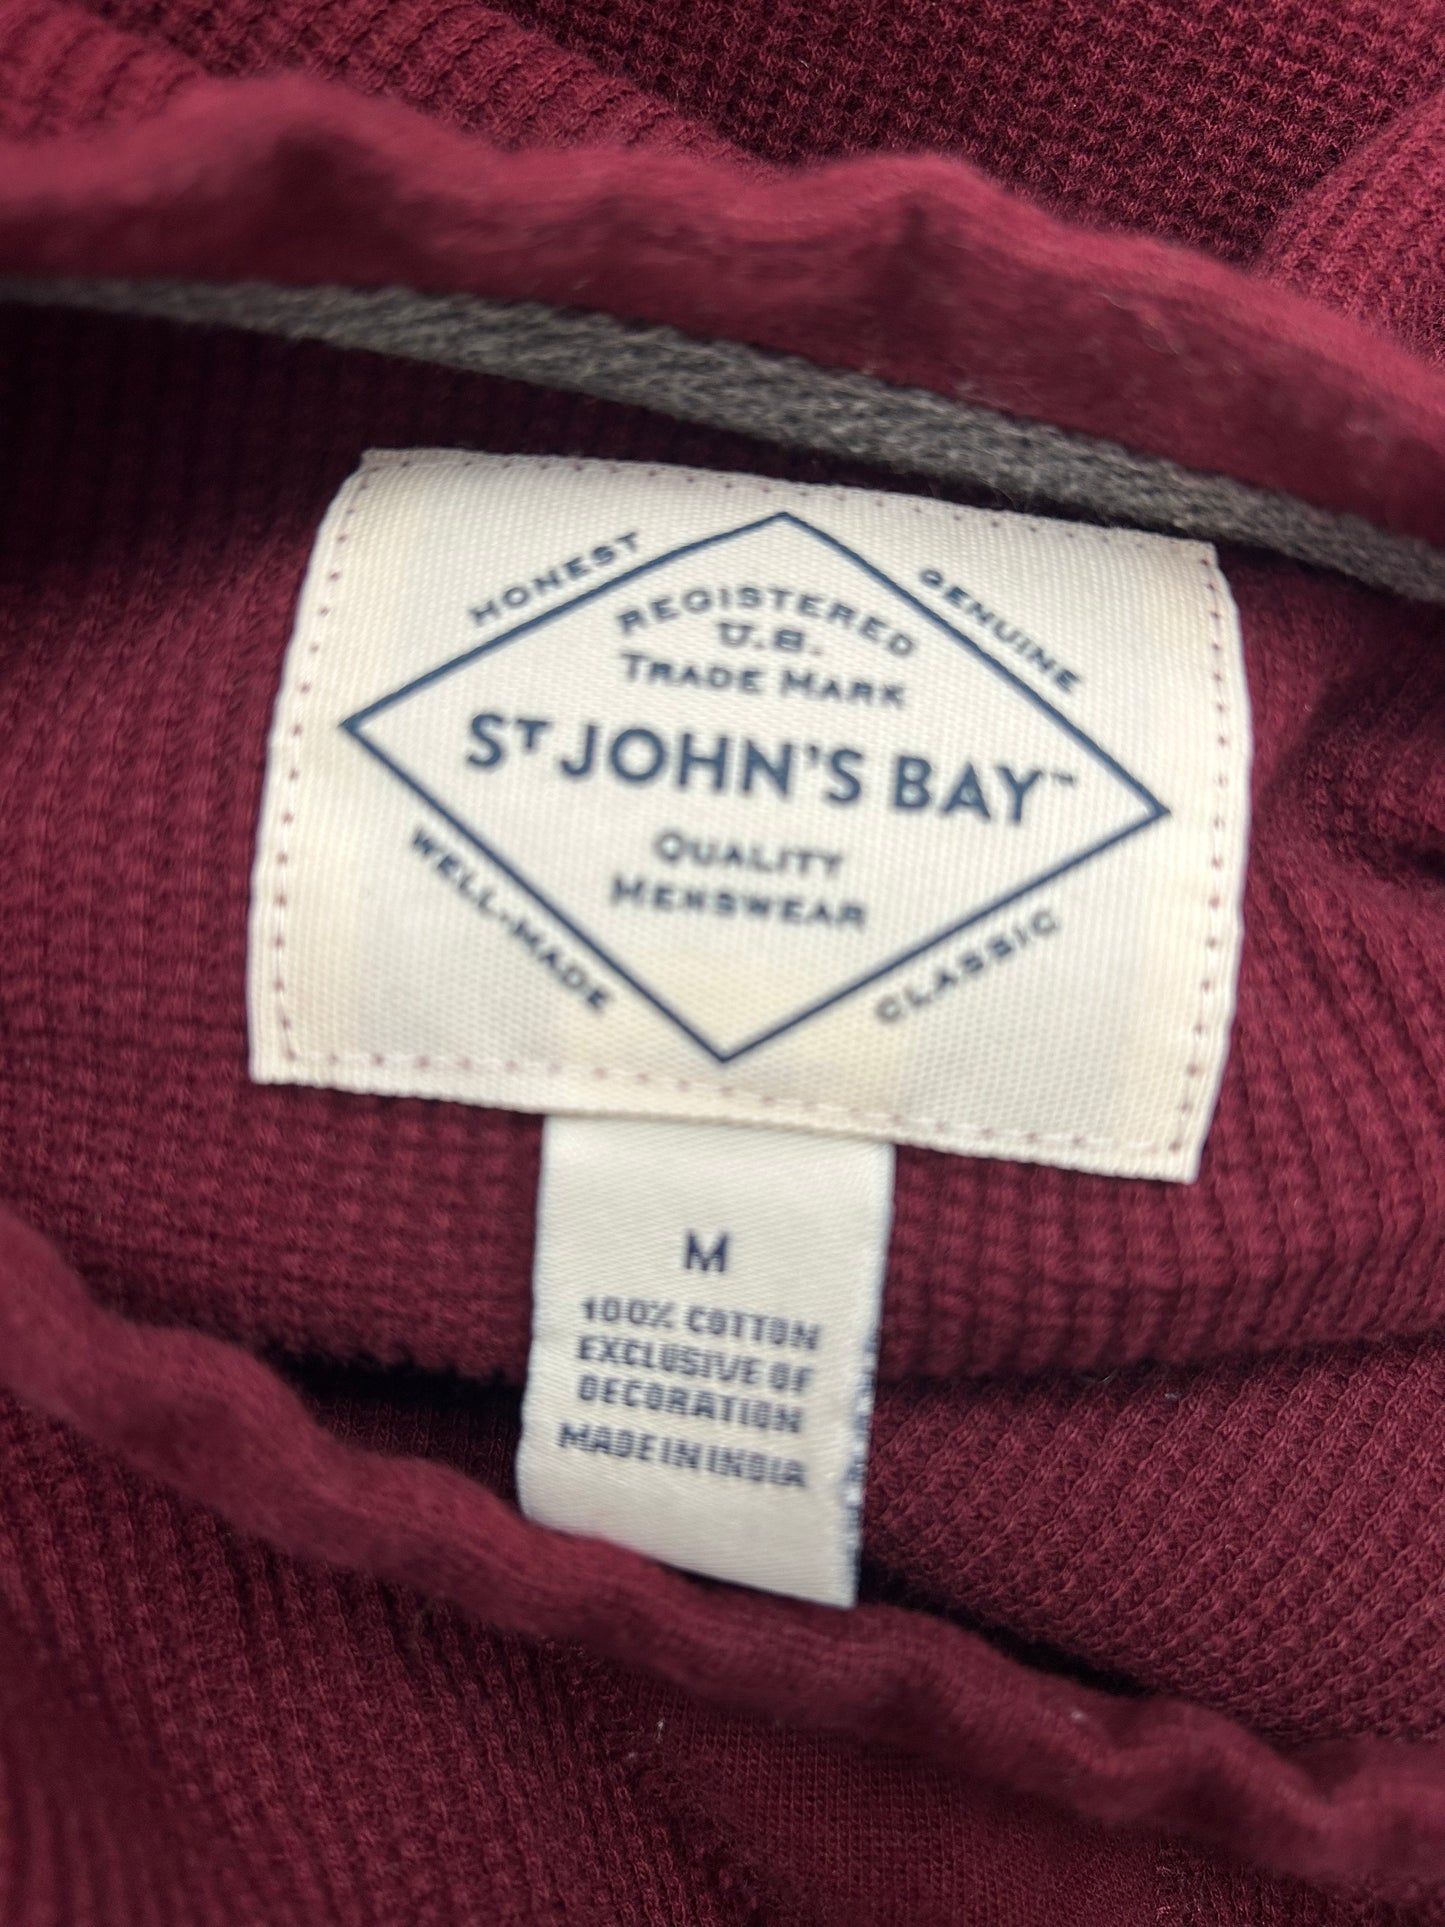 HONEST
GENUINE
REGISTERED
U.S.
TRADE MARK
ST JOHN'S BAY™
QUALITY
MENSWEAR
WELL-MADE
CLASSIC
M
100% COTTON
EXCLUSIVE OF
DECORATION
MADE IN INDIA